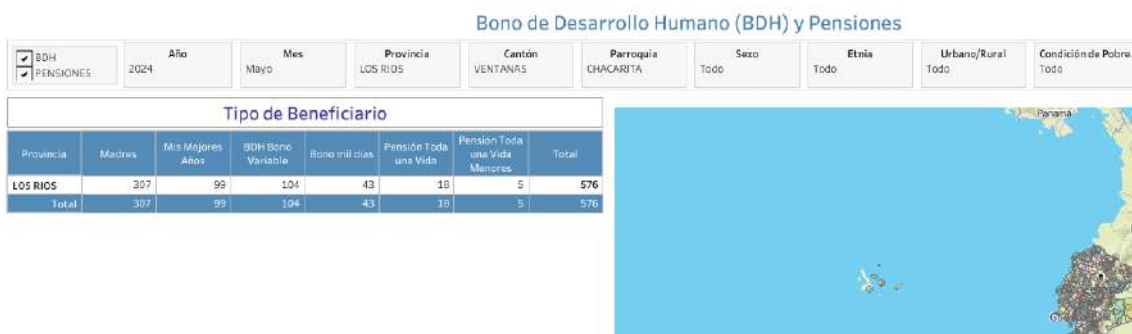 Bono de Desarrollo Humano (BDH) y Pensiones
BDH
PENSIONES
Año
2024
Mes
Mayo
Provincia
LOS RIOS
Cantón
VENTANAS
Parroquia
CHACARITA
Sexo
Todo
Etnia
Todo
Urbano/Rural
Todo
Condición de Pobre.
Todo
Tipo de Beneficiario
Provincia Madres Mis Mejores Años BDH Bono Variable Bono mil días Pensión Toda una Vida Pensión Toda una Vida Menores Total
LOS RIOS 307 99 104 43 18 5 576
Total 307 99 104 43 18 5 576
Panamá